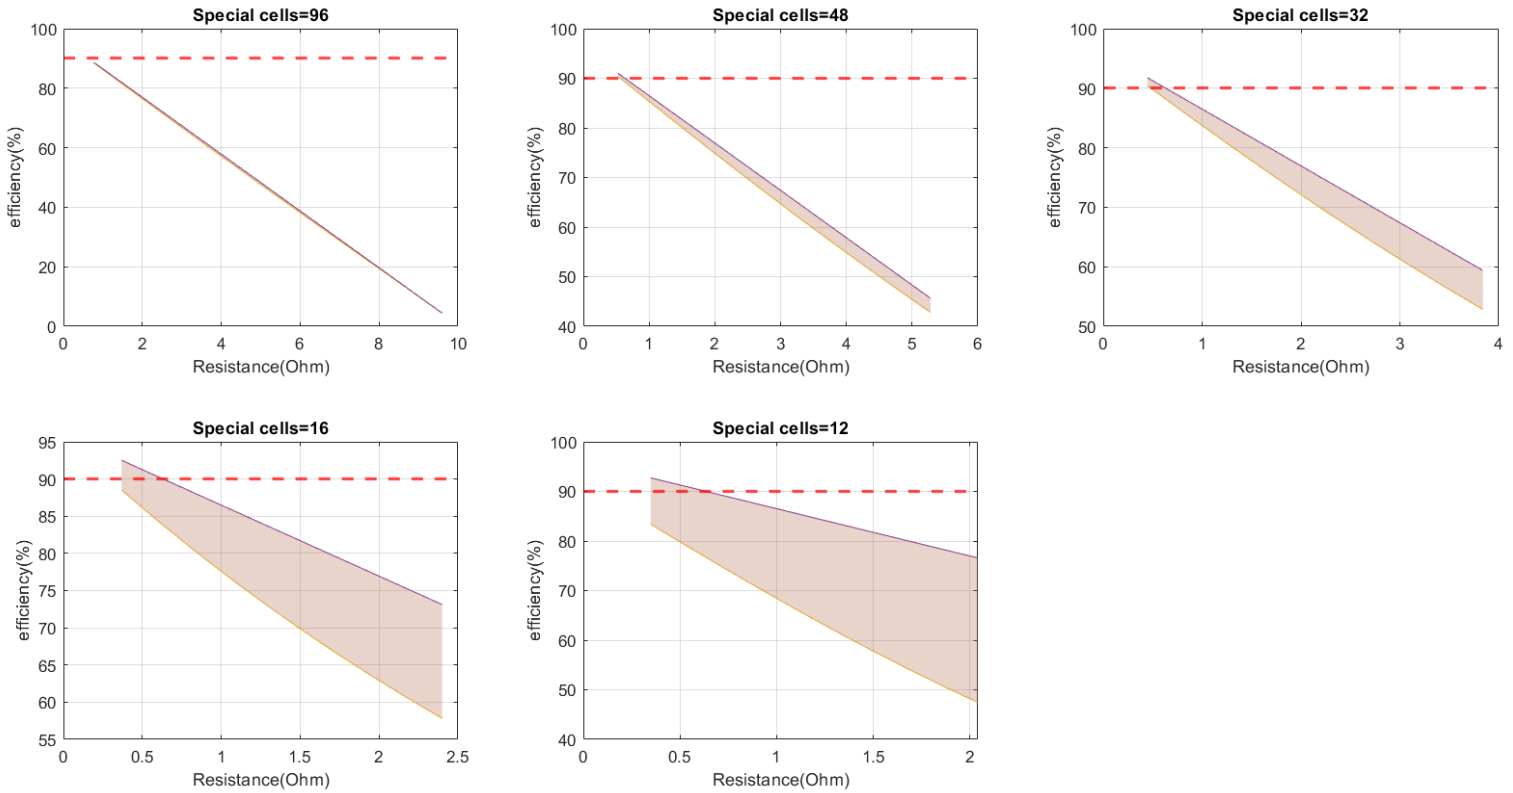 Special cells=96
100
80
60
40
20
0
efficiency(%)
0 2 4 6 8 10
Resistance(Ohm)
Special cells=48
100
90
80
70
60
50
40
efficiency(%)
0 1 2 3 4 5 6
Resistance(Ohm)
Special cells=32
100
90
80
70
60
50
efficiency(%)
0 1 2 3 4
Resistance(Ohm)
Special cells=16
95
90
85
80
75
70
65
60
55
efficiency(%)
0 0.5 1 1.5 2 2.5
Resistance(Ohm)
Special cells=12
100
90
80
70
60
50
40
efficiency(%)
0 0.5 1 1.5 2
Resistance(Ohm)